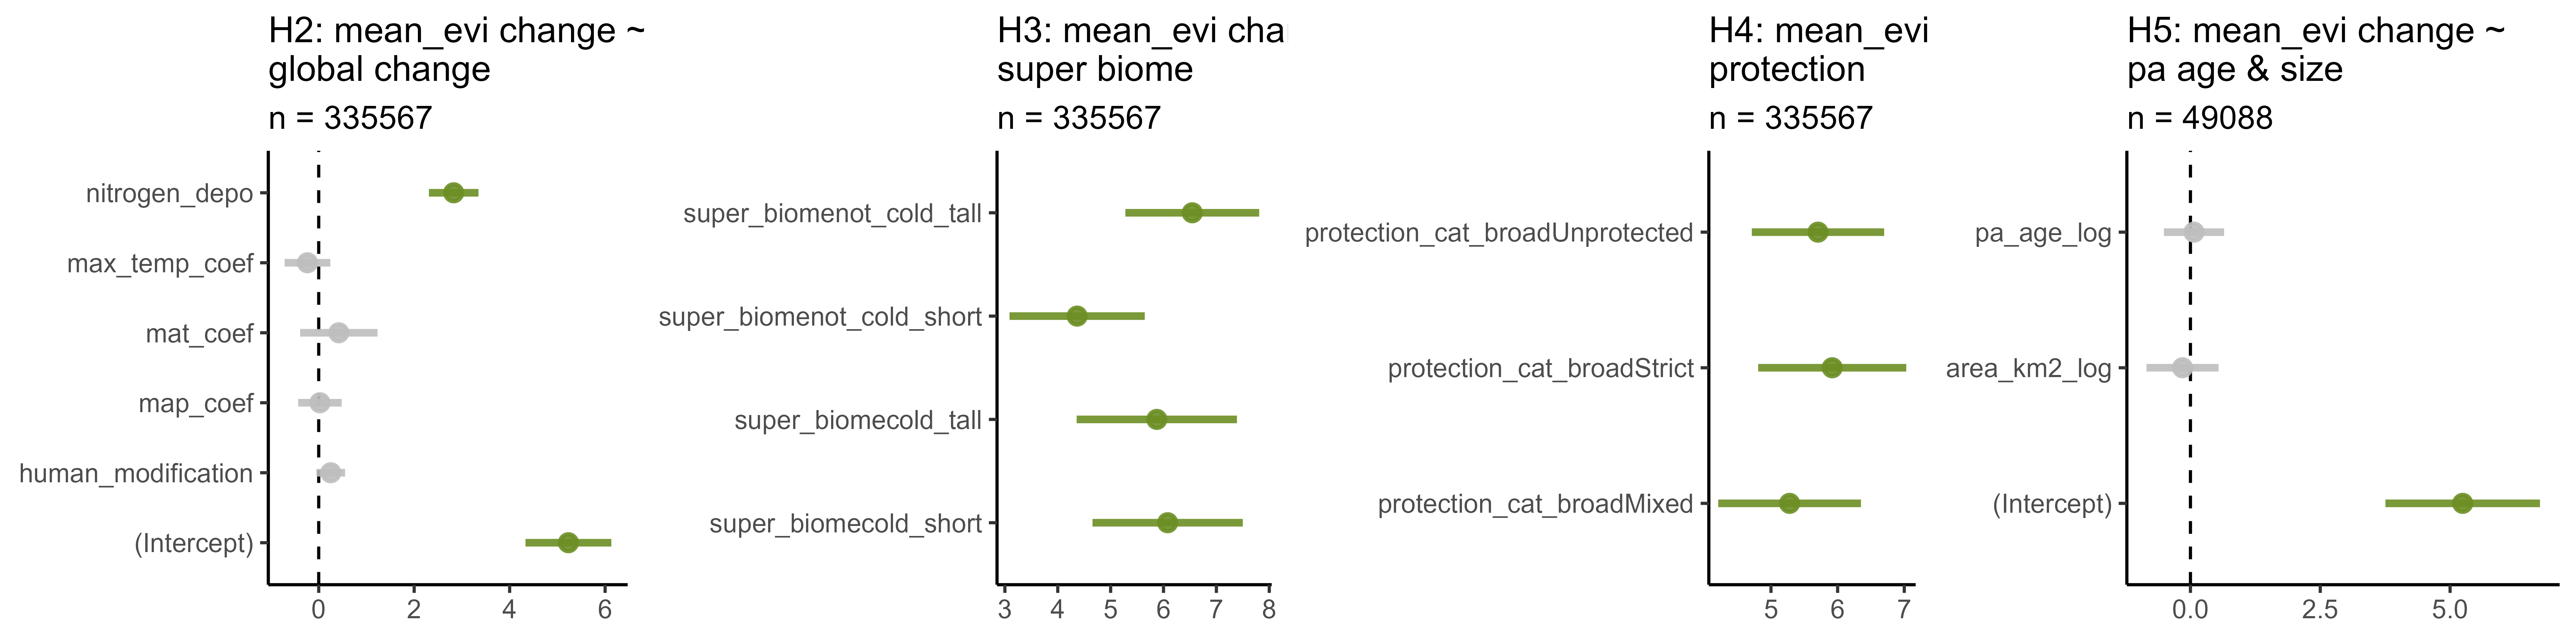 H2: mean_evi change ~
global change
n = 335567
nitrogen_depo
max_temp_coef
mat_coef
map_coef
human_modification
(Intercept)
0 2 4 6
H3: mean_evi cha
super biome
n = 335567
super_biomenot_cold_tall
super_biomenot_cold_short
super_biomecold_tall
super_biomecold_short
3 4 5 6 7 8
H4: mean_evi
protection
n = 335567
protection_cat_broadUnprotected
protection_cat_broadStrict
protection_cat_broadMixed
5 6 7
H5: mean_evi change ~
pa age & size
n = 49088
pa_age_log
area_km2_log
(Intercept)
0.0 2.5 5.0